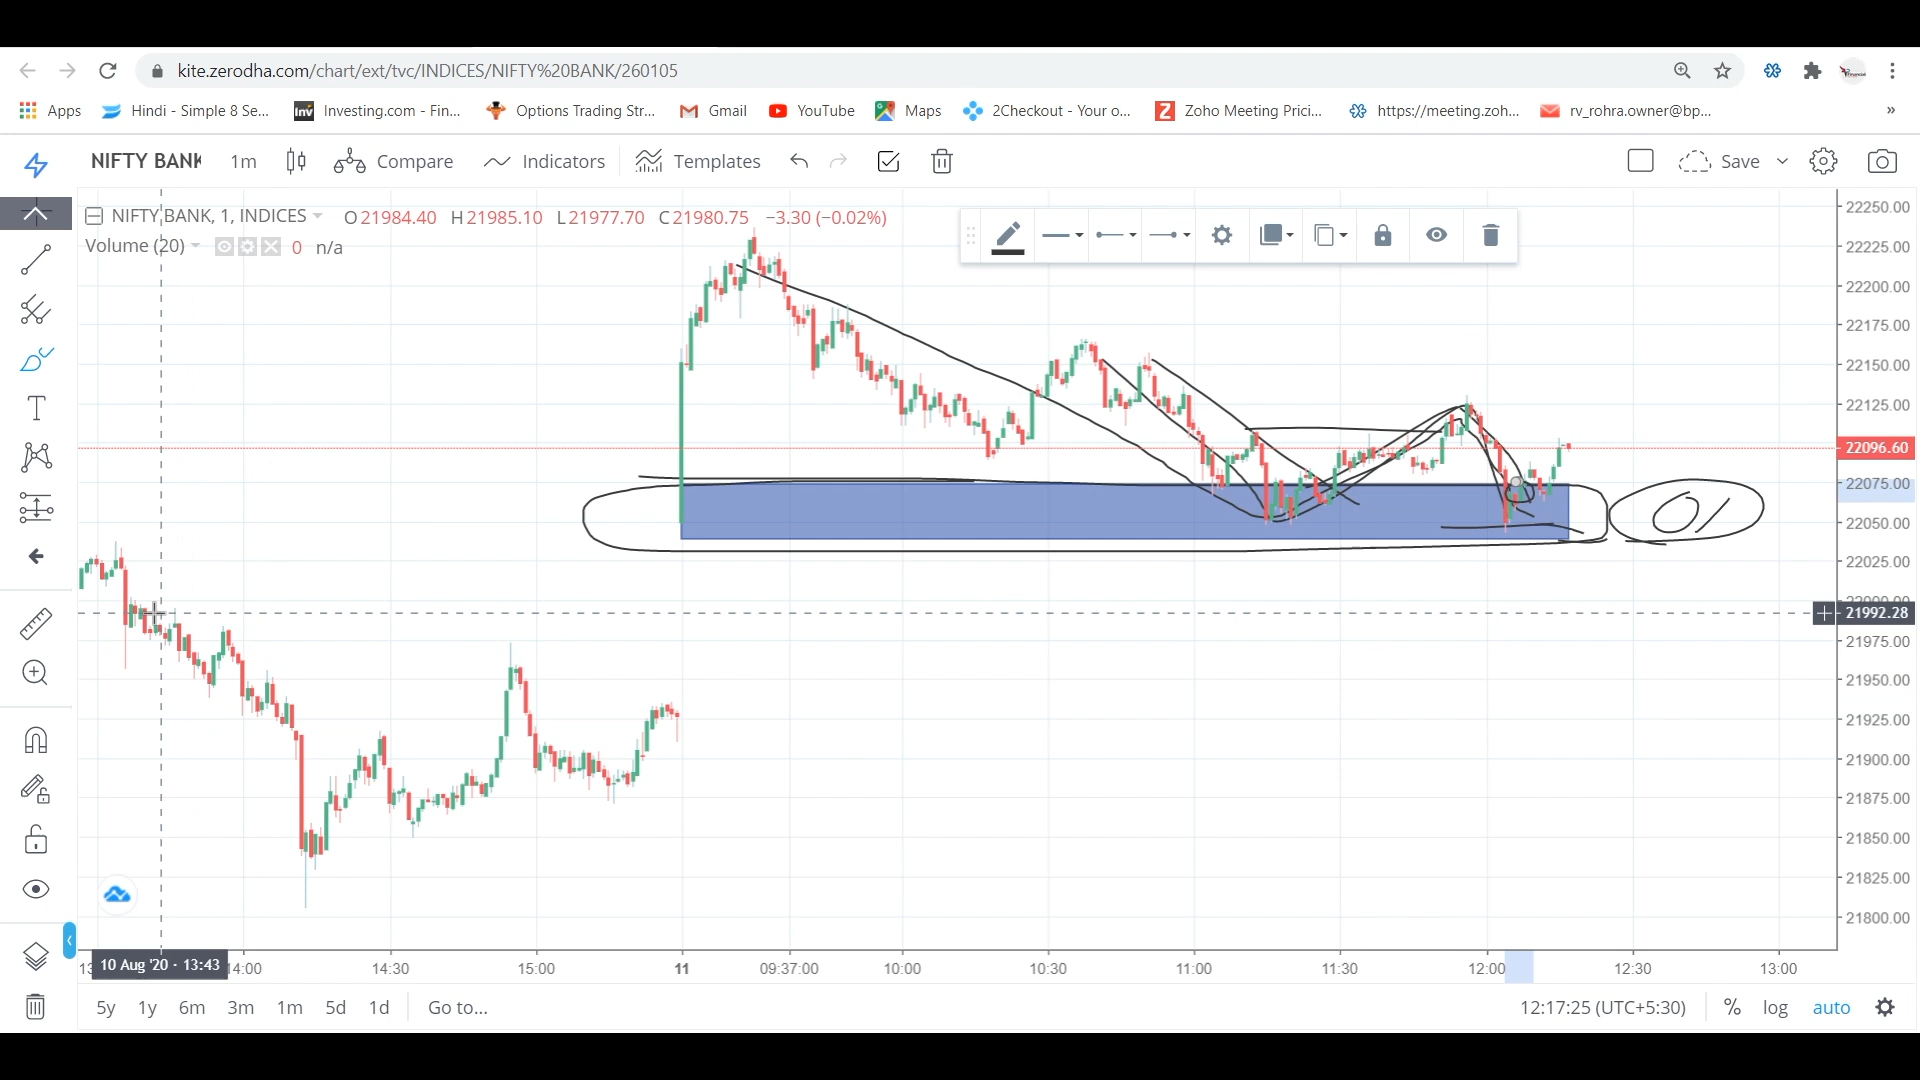 kite.zerodha.com/chart/ext/tvc/INDICES/NIFTY%20BANK/260105
Apps Hindi - Simple 8 Se... Investing.com - Fin... Options Trading Str... Gmail YouTube Maps 2Checkout - Your o... Zoho Meeting Prici... https://meeting.zoh... rv_rohra.owner@bp... »
NIFTY BANK 1m Compare Indicators Templates Save
NIFTY BANK, 1, INDICES O21984.40 H21985.10 L21977.70 C21980.75 −3.30 (−0.02%)
Volume (20) 0 n/a
22250.00
22225.00
22200.00
22175.00
22150.00
22125.00
22096.60
22075.00
22050.00
22025.00
22000.00
21992.28
21975.00
21950.00
21925.00
21900.00
21875.00
21850.00
21825.00
21800.00
10 Aug '20 - 13:43 14:00 14:30 15:00 11 09:37:00 10:00 10:30 11:00 11:30 12:00 12:30 13:00
5y 1y 6m 3m 1m 5d 1d Go to... 12:17:25 (UTC+5:30) % log auto